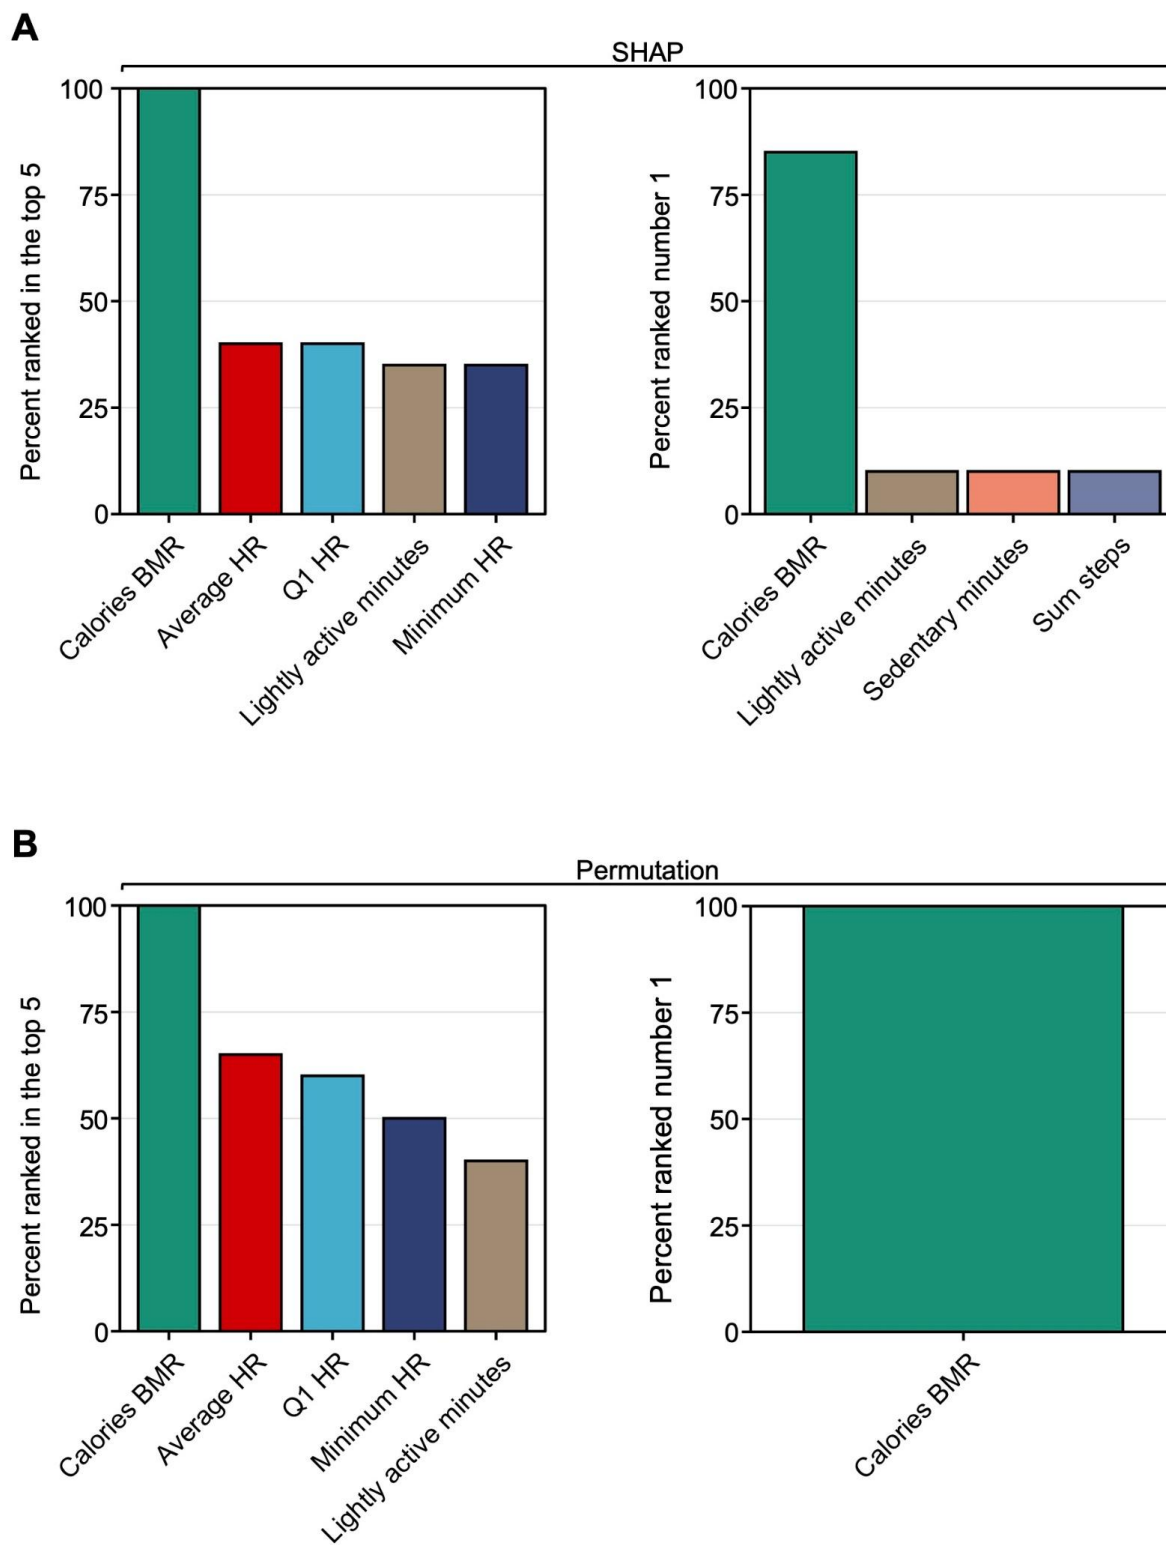 A
SHAP
Percent ranked in the top 5
100
75
50
25
0
Calories BMR
Average HR
Q1 HR
Lightly active minutes
Minimum HR
Percent ranked number 1
100
75
50
25
0
Calories BMR
Lightly active minutes
Sedentary minutes
Sum steps
B
Permutation
Percent ranked in the top 5
100
75
50
25
0
Calories BMR
Average HR
Q1 HR
Minimum HR
Lightly active minutes
Percent ranked number 1
100
75
50
25
0
Calories BMR